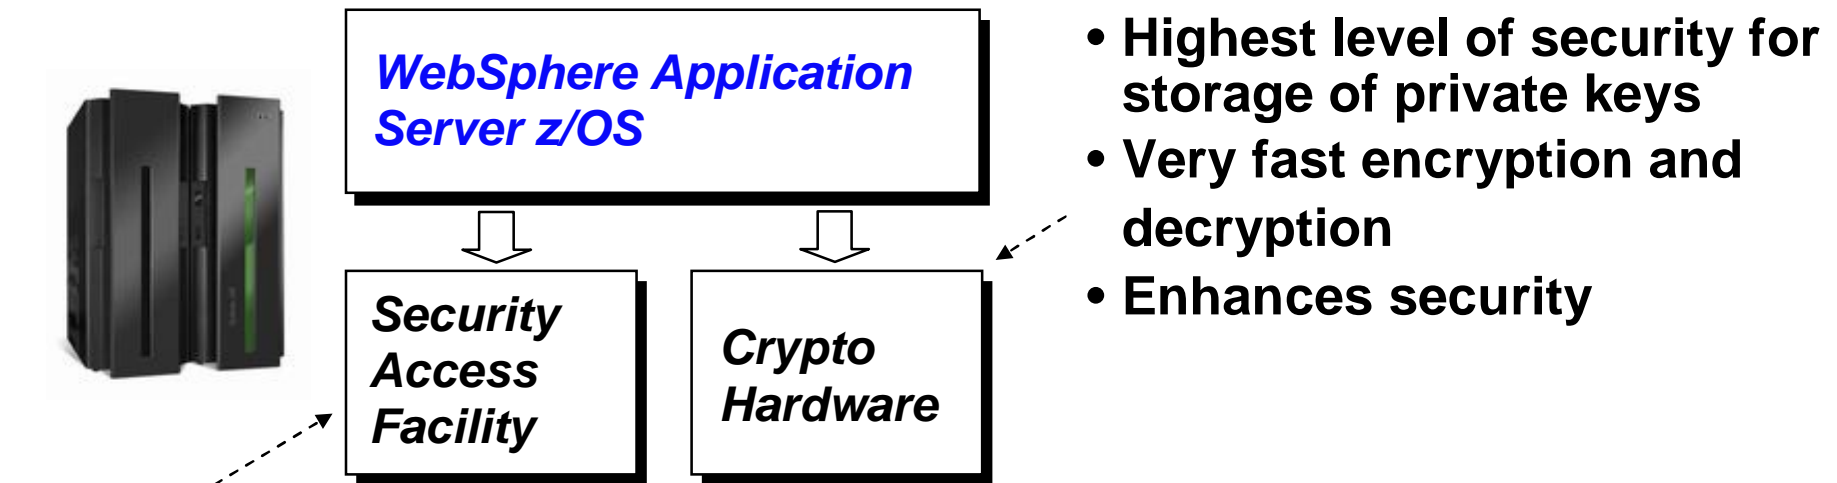 WebSphere Application
Server z/OS
Security
Access
Facility
Crypto
Hardware
• Highest level of security for
storage of private keys
• Very fast encryption and
decryption
• Enhances security